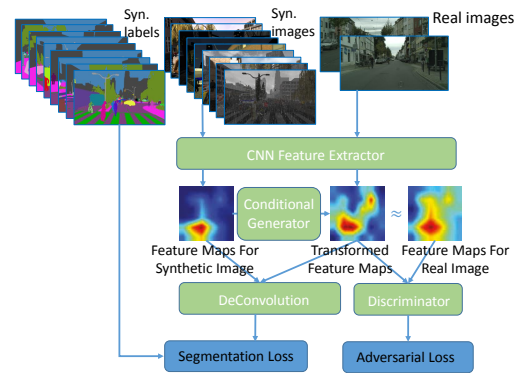 Syn.
labels
Syn.
images
Real images
CNN Feature Extractor
Conditional
Generator
≈
Feature Maps For
Synthetic Image
Transformed
Feature Maps
Feature Maps For
Real Image
DeConvolution
Discriminator
Segmentation Loss
Adversarial Loss